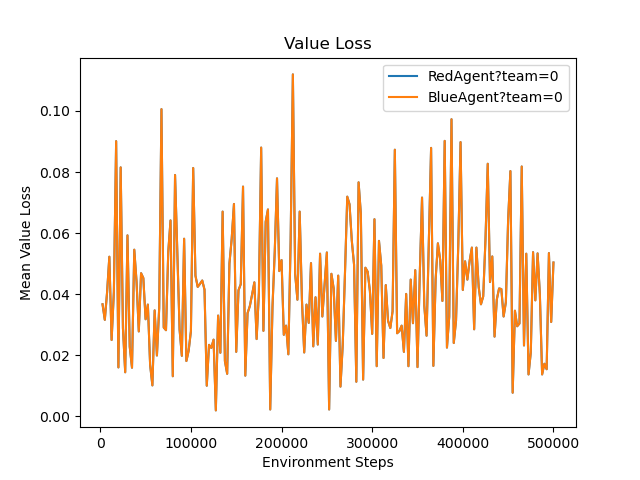 Value Loss
RedAgent?team=0
BlueAgent?team=0
0.10
0.08
0.06
0.04
0.02
0.00
Mean Value Loss
0
100000
200000
300000
400000
500000
Environment Steps